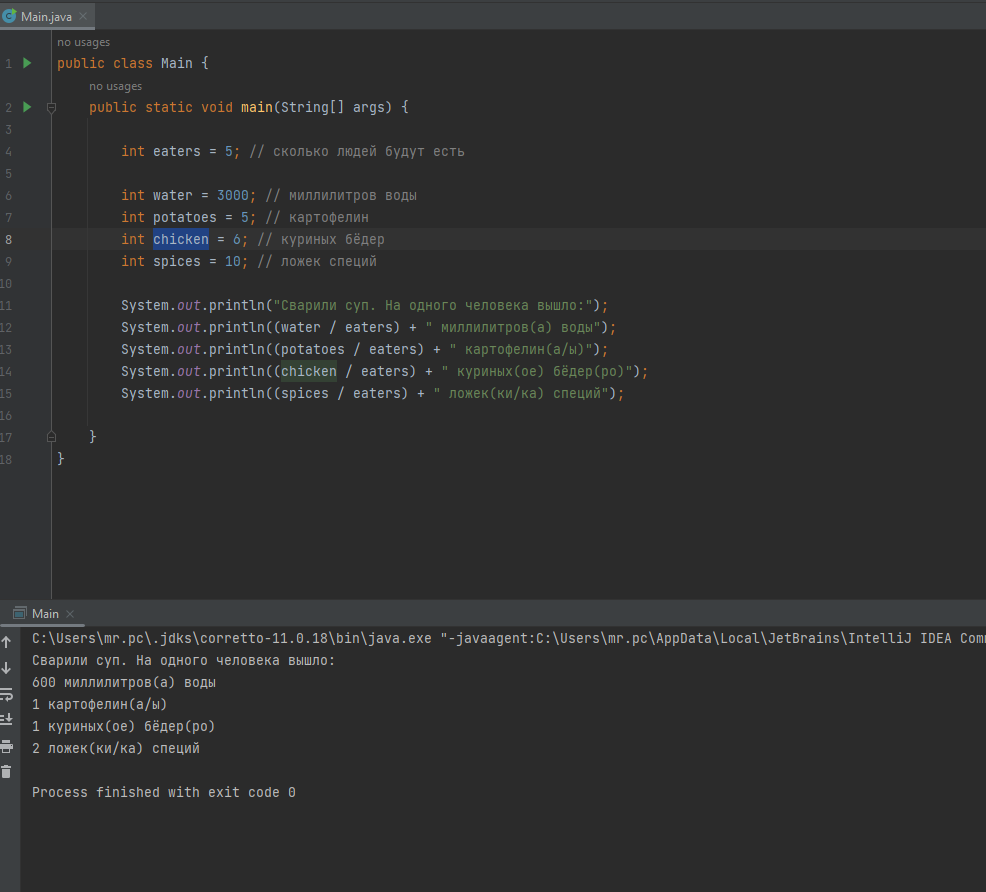 Main.java
no usages
1 public class Main {
no usages
2 public static void main(String[] args) {
3
4 int eaters = 5; // сколько людей будут есть
5
6 int water = 3000; // миллилитров воды
7 int potatoes = 5; // картофелин
8 int chicken = 6; // куриных бёдер
9 int spices = 10; // ложек специй
10
11 System.out.println("Сварили суп. На одного человека вышло:");
12 System.out.println((water / eaters) + " миллилитров(а) воды");
13 System.out.println((potatoes / eaters) + " картофелин(а/ы)");
14 System.out.println((chicken / eaters) + " куриных(ое) бёдер(ро)");
15 System.out.println((spices / eaters) + " ложек(ки/ка) специй");
16
17 }
18 }
Main
C:\Users\mr.pc\.jdks\corretto-11.0.18\bin\java.exe "-javaagent:C:\Users\mr.pc\AppData\Local\JetBrains\IntelliJ IDEA Com
Сварили суп. На одного человека вышло:
600 миллилитров(а) воды
1 картофелин(а/ы)
1 куриных(ое) бёдер(ро)
2 ложек(ки/ка) специй
Process finished with exit code 0